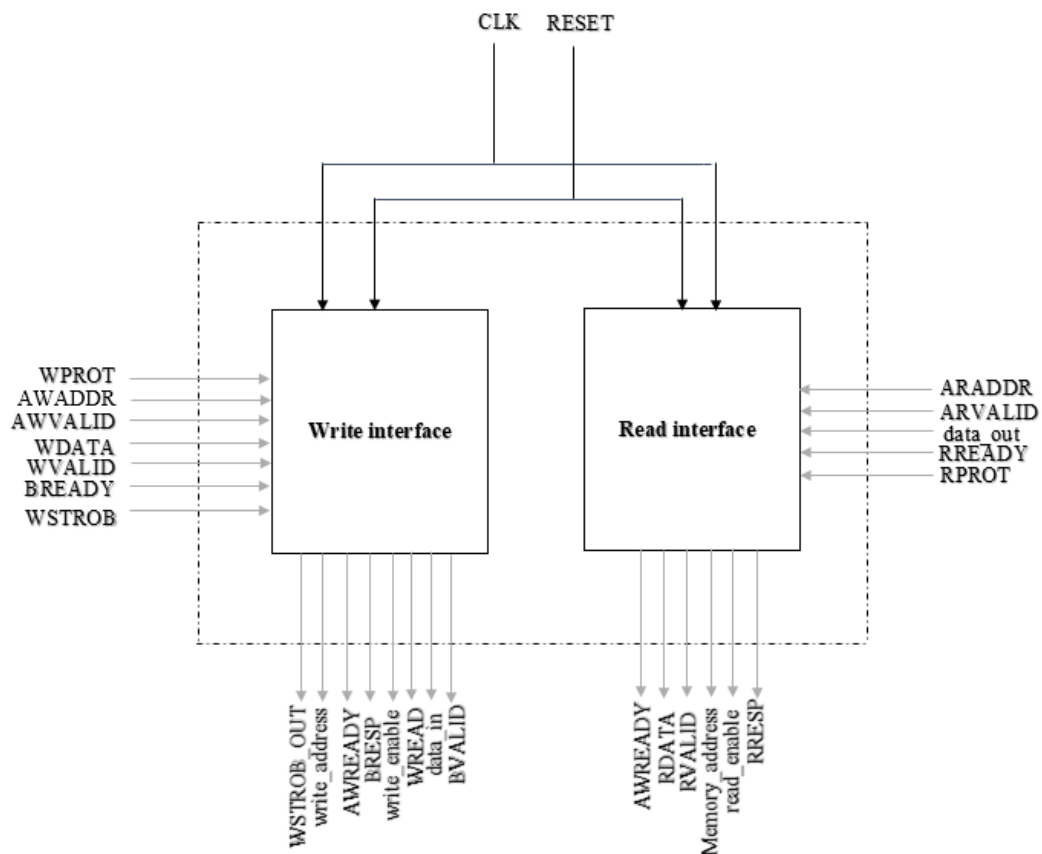 CLK
RESET
WPROT
AWADDR
AWVALID
WDATA
WVALID
BREADY
WSTROB
Write interface
Read interface
ARADDR
ARVALID
data_out
RREADY
RPROT
WSTROB_OUT
write_address
AWREADY
BRESP
write_enable
WREAD
data_in
BVALID
AWREADY
RDATA
RVALID
Memory_address
read_enable
RRESP